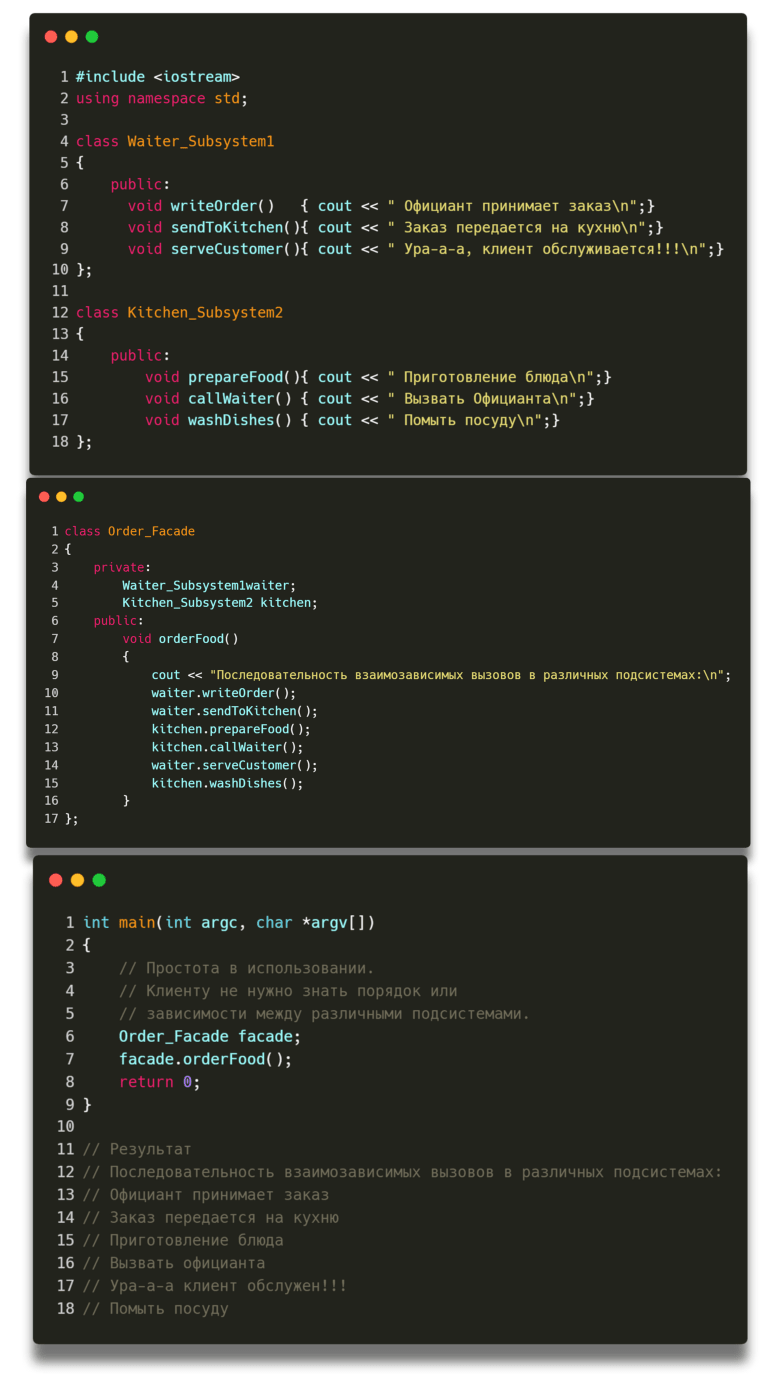 1 #include <iostream>
2 using namespace std;
3
4 class Waiter_Subsystem1
5 {
6     public:
7       void writeOrder()   { cout << " Официант принимает заказ\n";}
8       void sendToKitchen(){ cout << " Заказ передается на кухню\n";}
9       void serveCustomer(){ cout << " Ура-а-а, клиент обслуживается!!!\n";}
10 };
11
12 class Kitchen_Subsystem2
13 {
14     public:
15         void prepareFood(){ cout << " Приготовление блюда\n";}
16         void callWaiter() { cout << " Вызвать Официанта\n";}
17         void washDishes() { cout << " Помыть посуду\n";}
18 };
1 class Order_Facade
2 {
3     private:
4         Waiter_Subsystem1waiter;
5         Kitchen_Subsystem2 kitchen;
6     public:
7         void orderFood()
8         {
9             cout << "Последовательность взаимозависимых вызовов в различных подсистемах:\n";
10             waiter.writeOrder();
11             waiter.sendToKitchen();
12             kitchen.prepareFood();
13             kitchen.callWaiter();
14             waiter.serveCustomer();
15             kitchen.washDishes();
16         }
17 };
1 int main(int argc, char *argv[])
2 {
3     // Простота в использовании.
4     // Клиенту не нужно знать порядок или
5     // зависимости между различными подсистемами.
6     Order_Facade facade;
7     facade.orderFood();
8     return 0;
9 }
10
11 // Результат
12 // Последовательность взаимозависимых вызовов в различных подсистемах:
13 // Официант принимает заказ
14 // Заказ передается на кухню
15 // Приготовление блюда
16 // Вызвать официанта
17 // Ура-а-а клиент обслужен!!!
18 // Помыть посуду